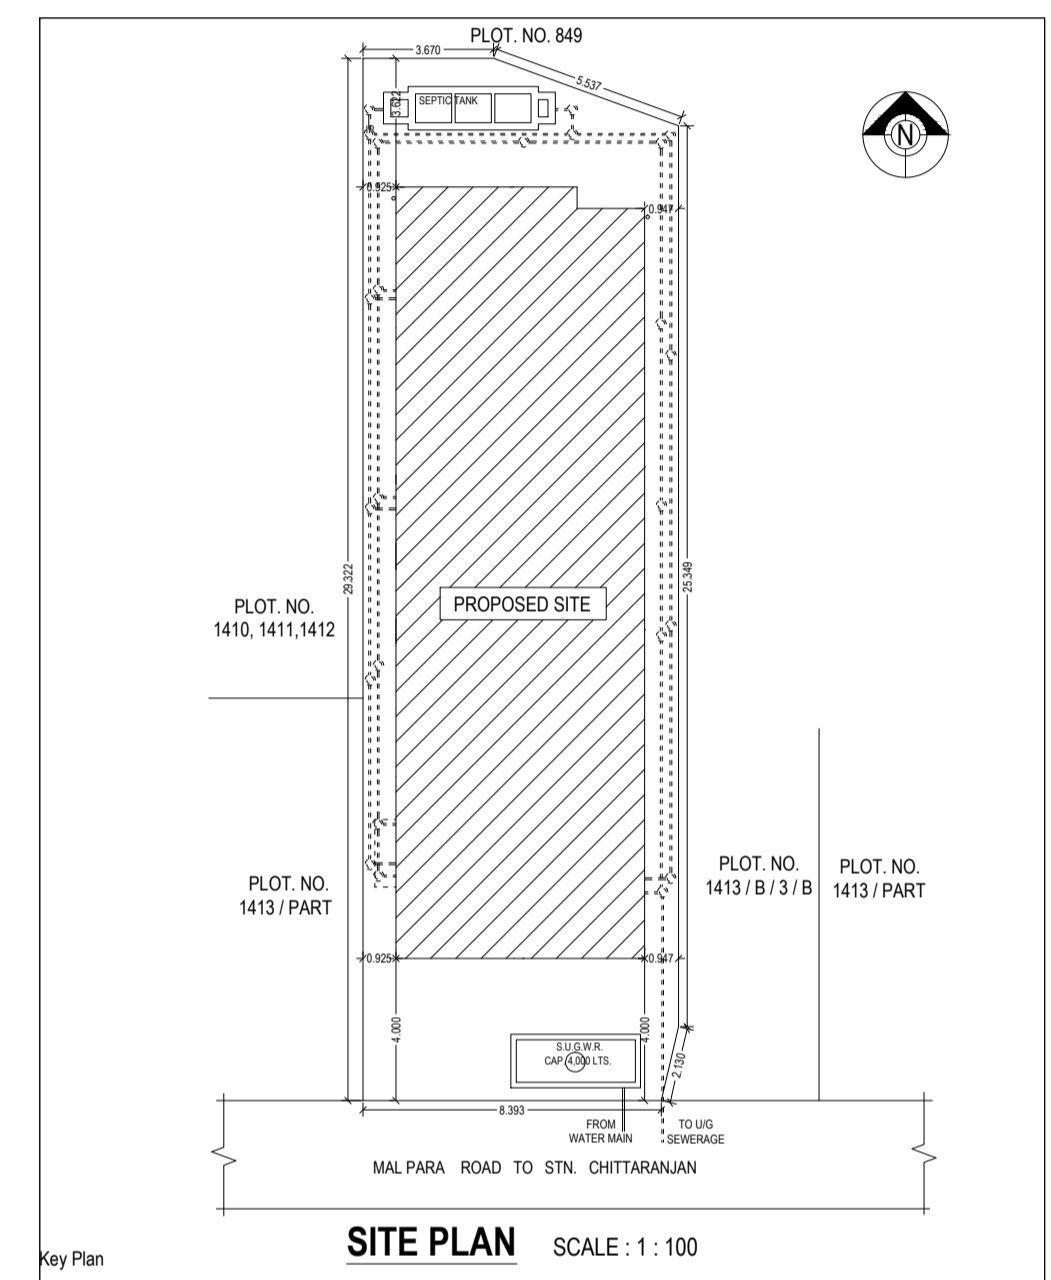 PLOT. NO. 849
3.670
5.537
SEPTIC TANK
3.622
N
0.925
0.947
29.322
25.349
PROPOSED SITE
PLOT. NO.
1410, 1411,1412
PLOT. NO.
1413 / PART
PLOT. NO.
1413 / B / 3 / B
PLOT. NO.
1413 / PART
0.925
0.947
4.000
4.000
S.U.G.W.R.
CAP 4,000 LTS.
2.130
8.393
FROM
WATER MAIN
TO U/G
SEWERAGE
MAL PARA ROAD TO STN. CHITTARANJAN
SITE PLAN SCALE : 1 : 100
Key Plan